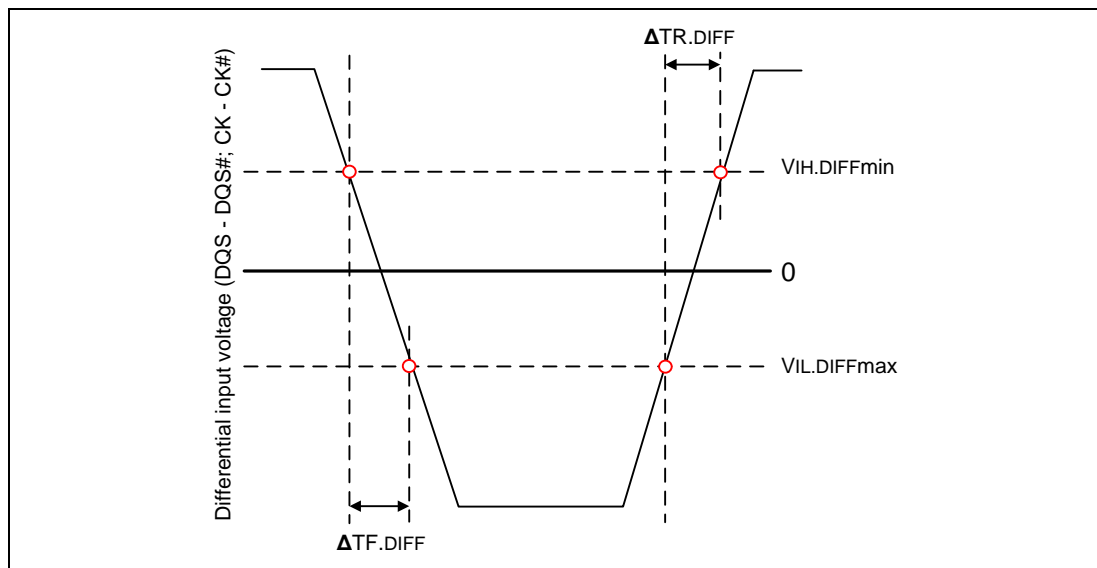 ΔTR.DIFF
Differential input voltage (DQS - DQS#; CK - CK#)
VIH.DIFFmin
0
VIL.DIFFmax
ΔTF.DIFF